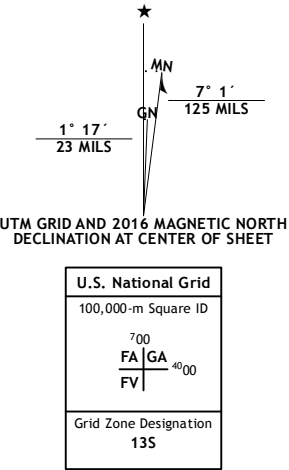 ★
MN
GN
7° 1´
125 MILS
1° 17´
23 MILS
UTM GRID AND 2016 MAGNETIC NORTH
DECLINATION AT CENTER OF SHEET
U.S. National Grid
100,000-m Square ID
⁷00
FA GA
⁴⁰00
FV
Grid Zone Designation
13S